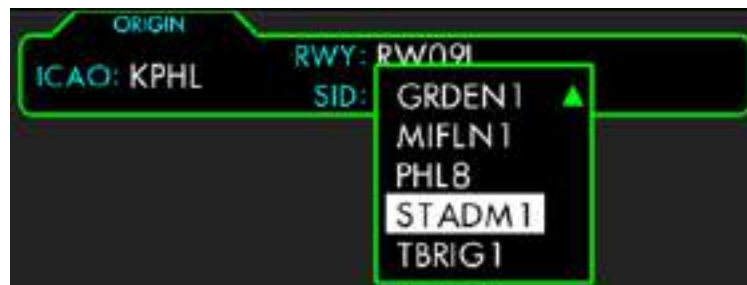 ORIGIN
ICAO: KPHL
RWY: RW09L
SID:
GRDEN1
MIFLN1
PHL8
STADM1
TBRIG1